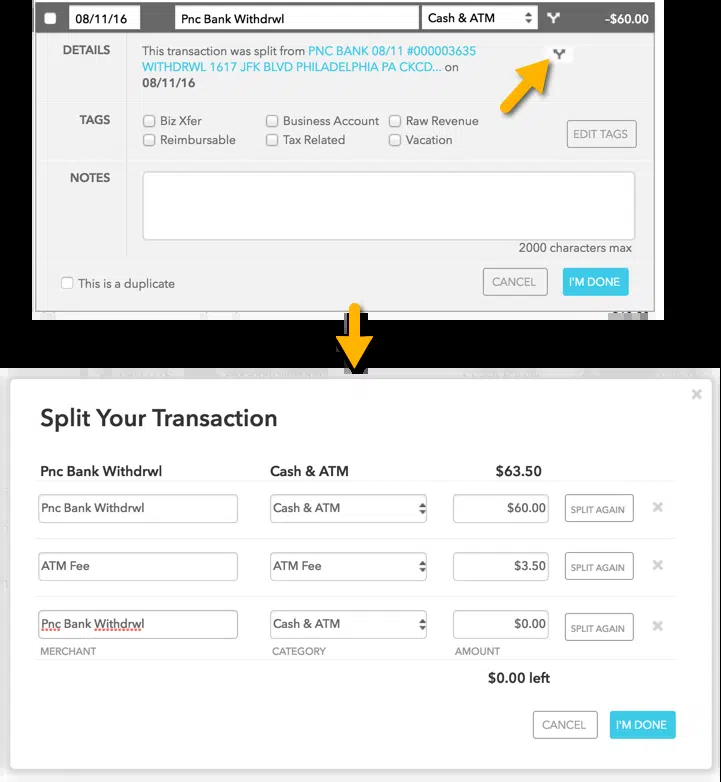 08/11/16 Pnc Bank Withdrwl Cash & ATM -$60.00
DETAILS This transaction was split from PNC BANK 08/11 #000003635
WITHDRWL 1617 JFK BLVD PHILADELPHIA PA CKCD... on
08/11/16
TAGS Biz Xfer Business Account Raw Revenue
Reimbursable Tax Related Vacation EDIT TAGS
NOTES
2000 characters max
This is a duplicate CANCEL I'M DONE
Split Your Transaction
Pnc Bank Withdrwl Cash & ATM $63.50
Pnc Bank Withdrwl Cash & ATM $60.00 SPLIT AGAIN
ATM Fee ATM Fee $3.50 SPLIT AGAIN
Pnc Bank Withdrwl Cash & ATM $0.00 SPLIT AGAIN
MERCHANT CATEGORY AMOUNT
$0.00 left
CANCEL I'M DONE